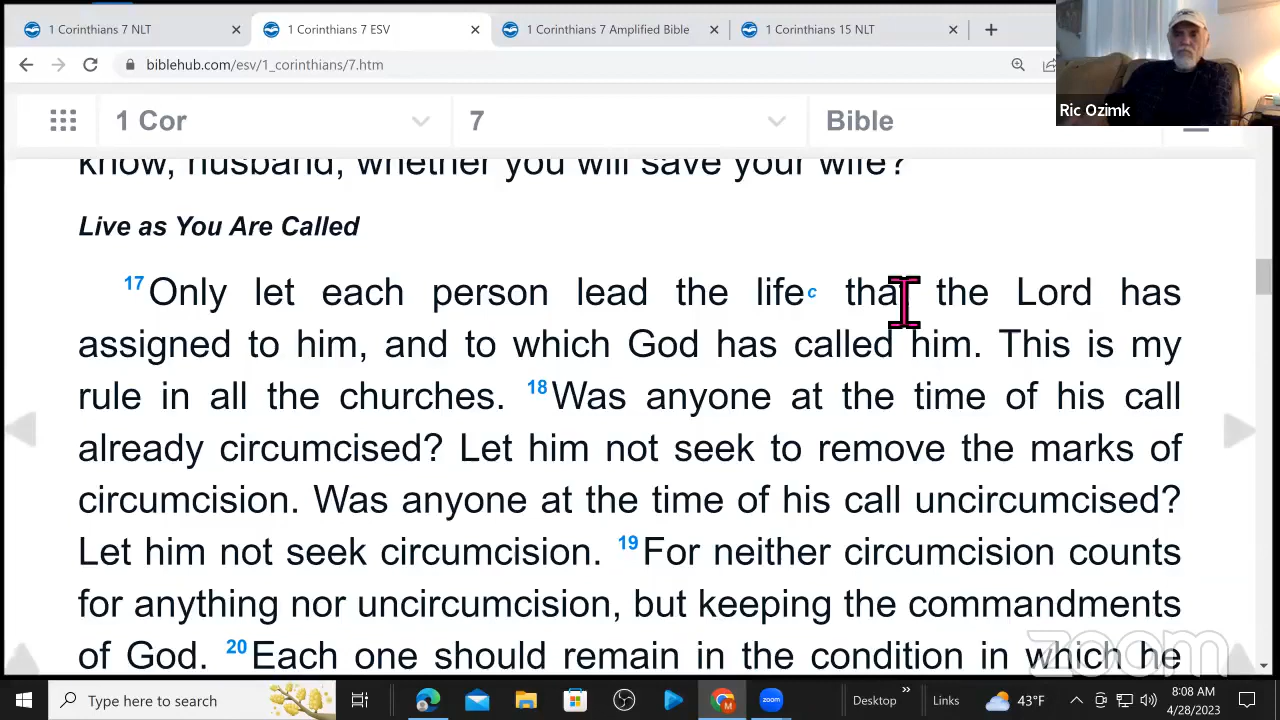 1 Corinthians 7 NLT
1 Corinthians 7 ESV
1 Corinthians 7 Amplified Bible
1 Corinthians 15 NLT
biblehub.com/esv/1_corinthians/7.htm
Ric Ozimk
1 Cor
7
Bible
know, husband, whether you will save your wife?
Live as You Are Called
17 Only let each person lead the life c that the Lord has
assigned to him, and to which God has called him. This is my
rule in all the churches. 18 Was anyone at the time of his call
already circumcised? Let him not seek to remove the marks of
circumcision. Was anyone at the time of his call uncircumcised?
Let him not seek circumcision. 19 For neither circumcision counts
for anything nor uncircumcision, but keeping the commandments
of God. 20 Each one should remain in the condition in which he
zoom
Type here to search
zoom
Desktop
Links
43°F
8:08 AM
4/28/2023